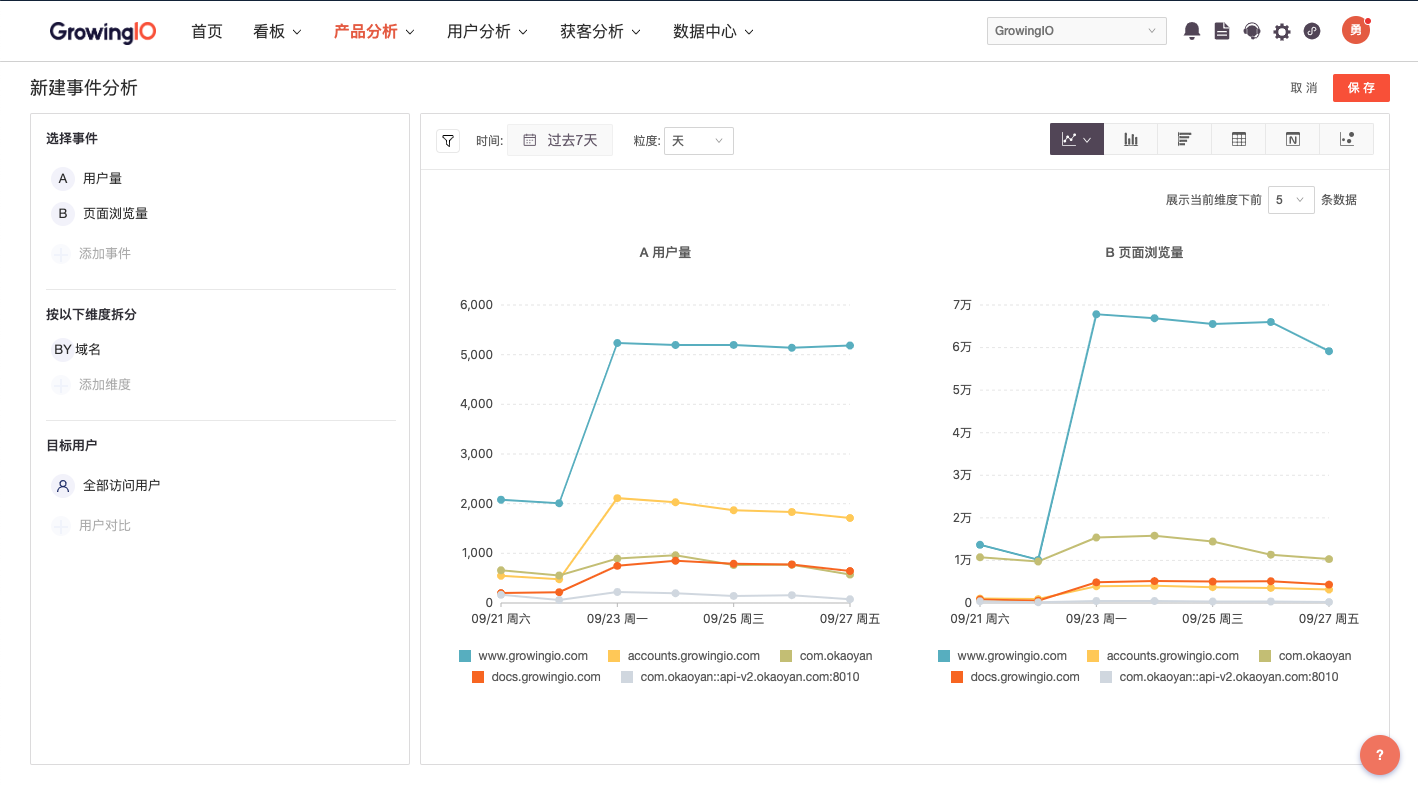 GrowingIO 首页 看板 产品分析 用户分析 获客分析 数据中心 GrowingIO 勇
新建事件分析 取消 保存
选择事件
A 用户量
B 页面浏览量
添加事件
按以下维度拆分
BY 域名
添加维度
目标用户
全部访问用户
用户对比
时间: 过去7天 粒度: 天 N
展示当前维度下前 5 条数据
A 用户量
6,000
5,000
4,000
3,000
2,000
1,000
0
09/21 周六 09/23 周一 09/25 周三 09/27 周五
www.growingio.com accounts.growingio.com com.okaoyan
docs.growingio.com com.okaoyan::api-v2.okaoyan.com:8010
B 页面浏览量
7万
6万
5万
4万
3万
2万
1万
0
09/21 周六 09/23 周一 09/25 周三 09/27 周五
www.growingio.com accounts.growingio.com com.okaoyan
docs.growingio.com com.okaoyan::api-v2.okaoyan.com:8010
?